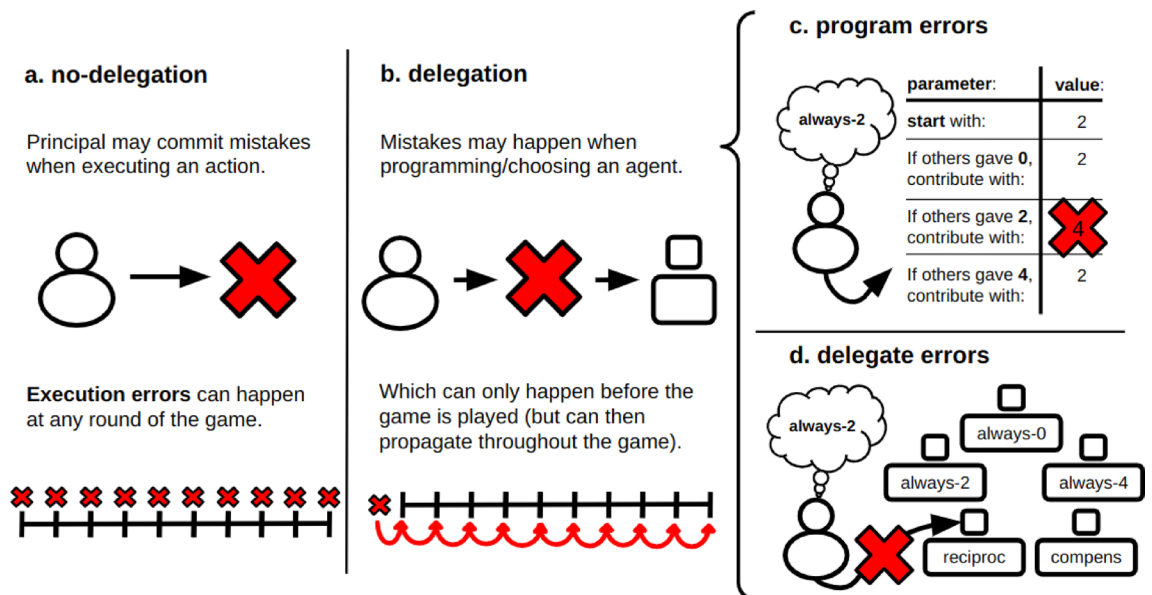 a. no-delegation
Principal may commit mistakes
when executing an action.
Execution errors can happen
at any round of the game.
b. delegation
Mistakes may happen when
programming/choosing an agent.
Which can only happen before the
game is played (but can then
propagate throughout the game).
c. program errors
always-2
parameter: value:
start with: 2
If others gave 0, 2
contribute with:
If others gave 2, 4
contribute with:
If others gave 4, 2
contribute with:
d. delegate errors
always-2
always-0
always-2 always-4
reciproc compens